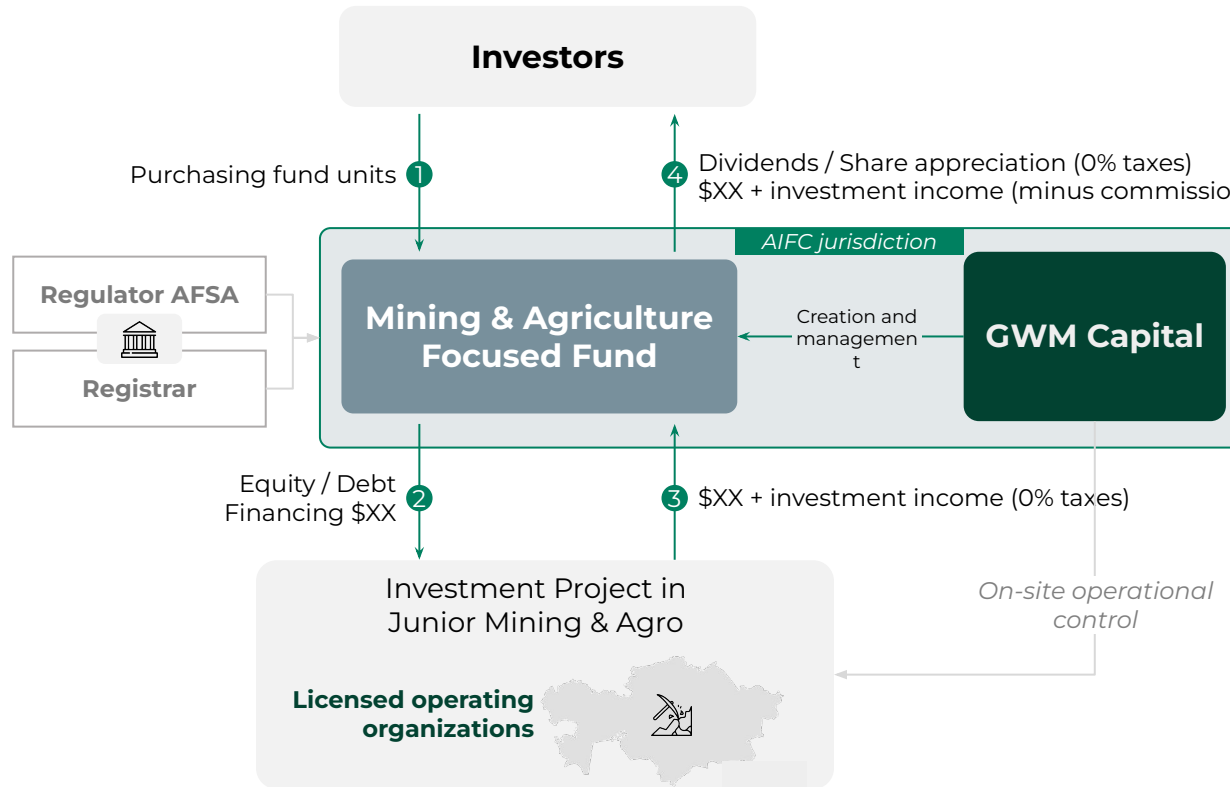 Investors
Purchasing fund units
1
4
Dividends / Share appreciation (0% taxes)
$XX + investment income (minus commissio
AIFC jurisdiction
Regulator AFSA
Registrar
Mining & Agriculture
Focused Fund
Creation and
managemen
t
GWM Capital
Equity / Debt
Financing $XX
2
3
$XX + investment income (0% taxes)
Investment Project in
Junior Mining & Agro
Licensed operating
organizations
On-site operational
control